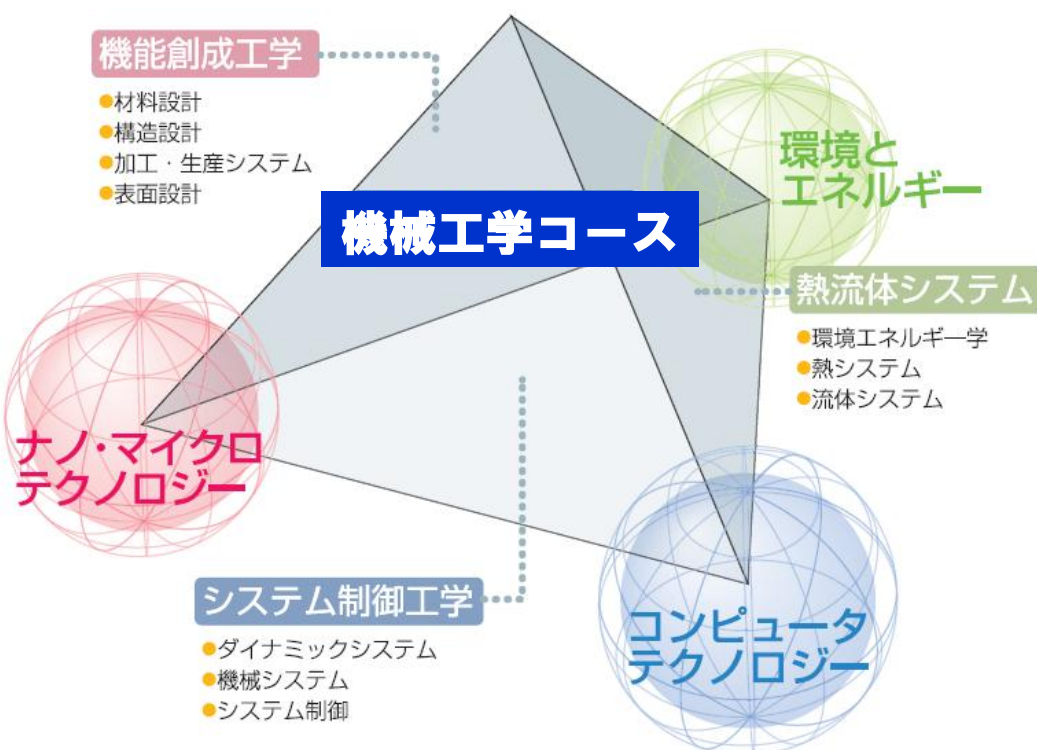 機能創成工学
●材料設計
●構造設計
●加工・生産システム
●表面設計
機械工学コース
環境と
エネルギー
熱流体システム
●環境エネルギー学
●熱システム
●流体システム
ナノ・マイクロ
テクノロジー
システム制御工学
●ダイナミックシステム
●機械システム
●システム制御
コンピュータ
テクノロジー